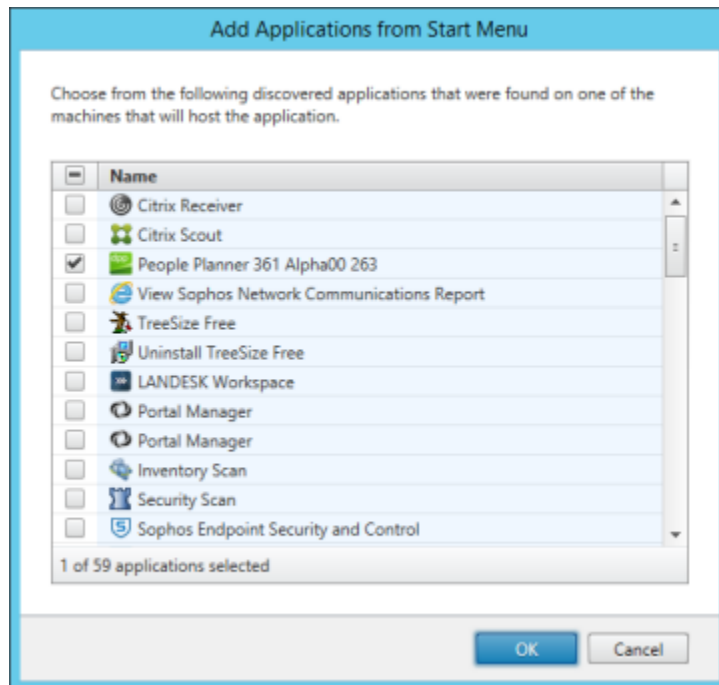 Add Applications from Start Menu
Choose from the following discovered applications that were found on one of the
machines that will host the application.
Name
Citrix Receiver
Citrix Scout
People Planner 361 Alpha00 263
View Sophos Network Communications Report
TreeSize Free
Uninstall TreeSize Free
LANDESK Workspace
Portal Manager
Portal Manager
Inventory Scan
Security Scan
Sophos Endpoint Security and Control
1 of 59 applications selected
OK Cancel